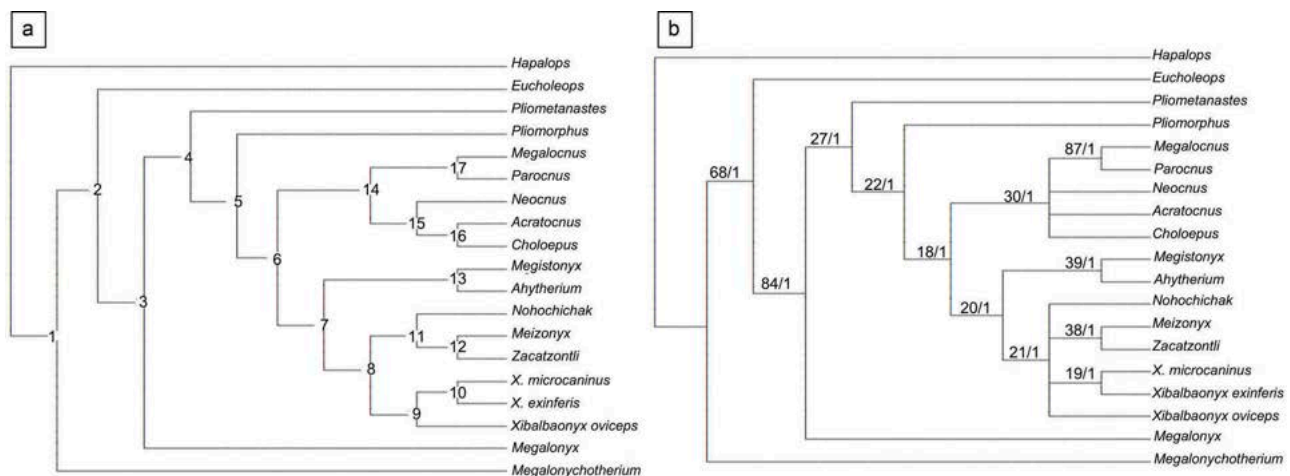 a
Hapalops
Eucholeops
Pliometanastes
4
Pliomorphus
Megalocnus
17
Parocnus
2
14
5
Neocnus
15
Acratocnus
16
Choloepus
6
Megistonyx
13
Ahytherium
3
Nohochichak
7
11
Meizonyx
1
12
Zacatzontli
8
X. microcaninus
10
X. exinferis
9
Xibalbaonyx oviceps
Megalonyx
Megalonychotherium
b
Hapalops
Eucholeops
Pliometanastes
27/1
Pliomorphus
Megalocnus
87/1
68/1
Parocnus
22/1
Neocnus
30/1
Acratocnus
Choloepus
18/1
Megistonyx
39/1
84/1
Ahytherium
20/1
Nohochichak
Meizonyx
38/1
Zacatzontli
21/1
X. microcaninus
19/1
Xibalbaonyx exinferis
Xibalbaonyx oviceps
Megalonyx
Megalonychotherium